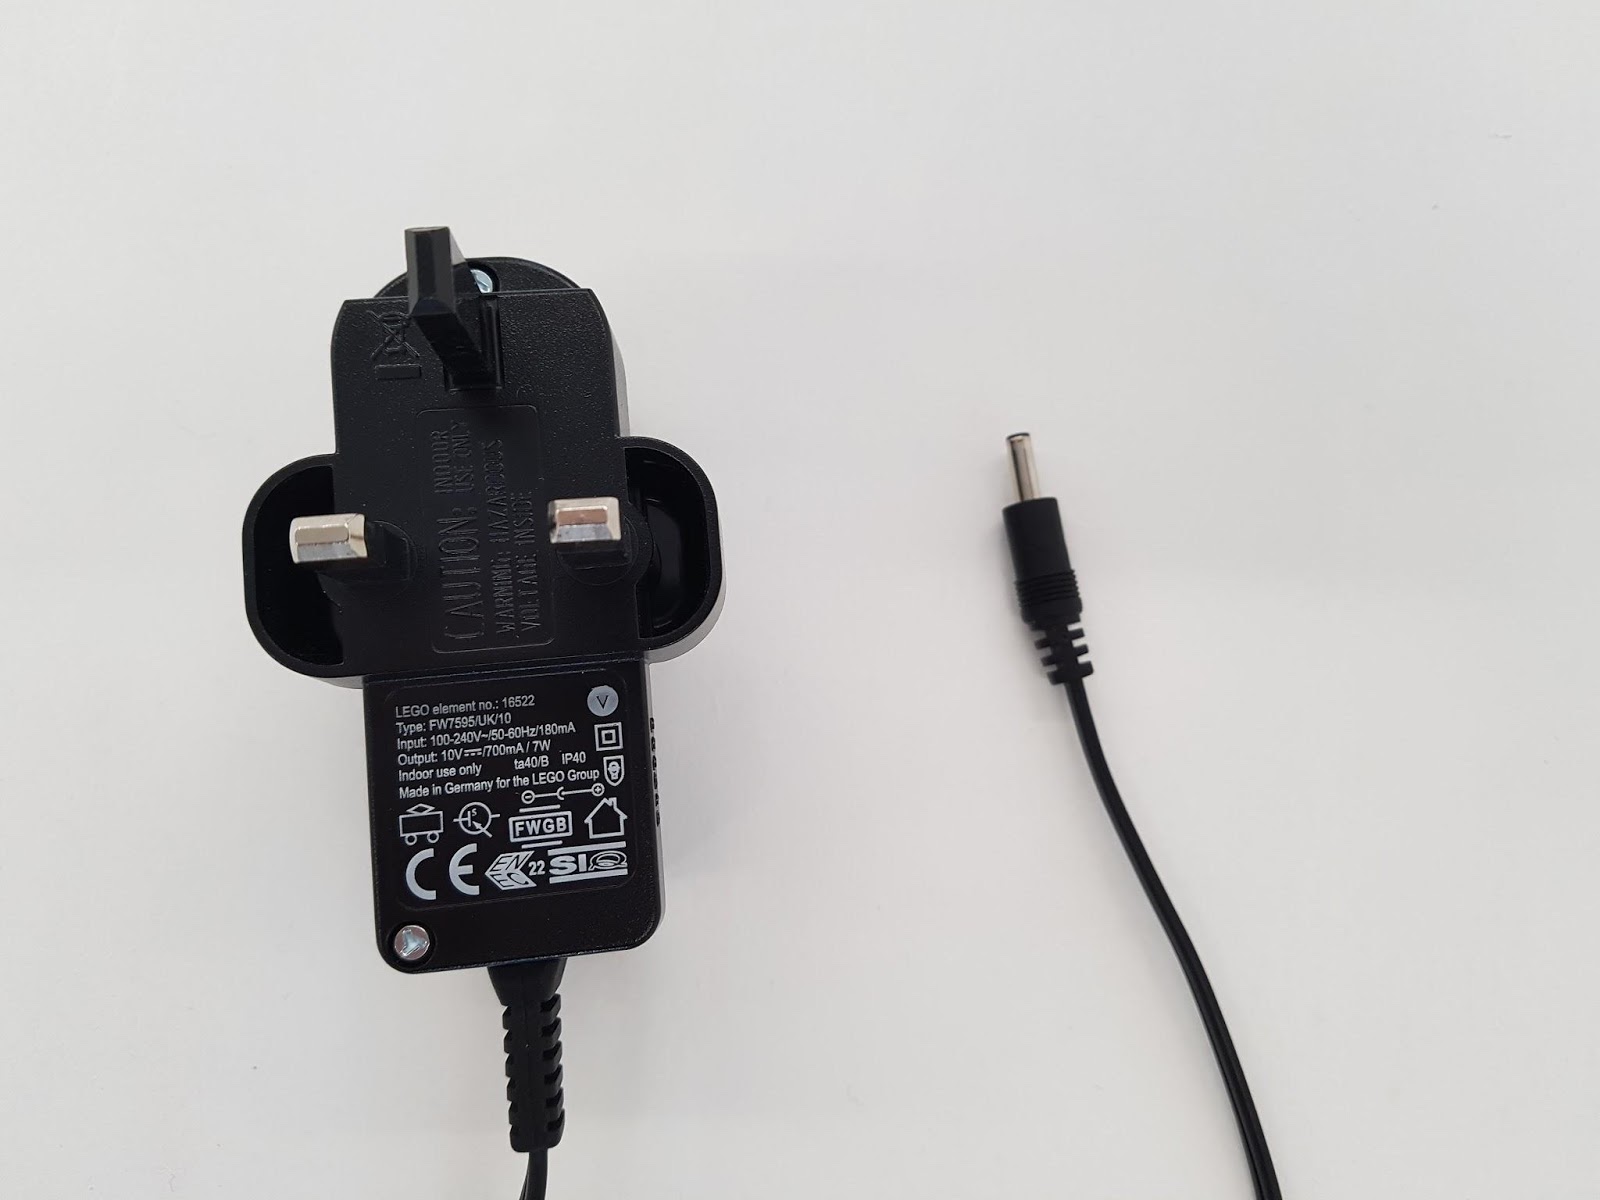 CAUTION: INDOOR
USE ONLY
WARNING: HAZARDOUS
VOLTAGE INSIDE
LEGO element no.: 16522
V
Type: FW7595/UK/10
Input: 100-240V~/50-60Hz/180mA
Output: 10V⎓/700mA / 7W
Indoor use only ta40/B IP40
Made in Germany for the LEGO Group
S
FWGB
CE
ENEC
22
SIQ